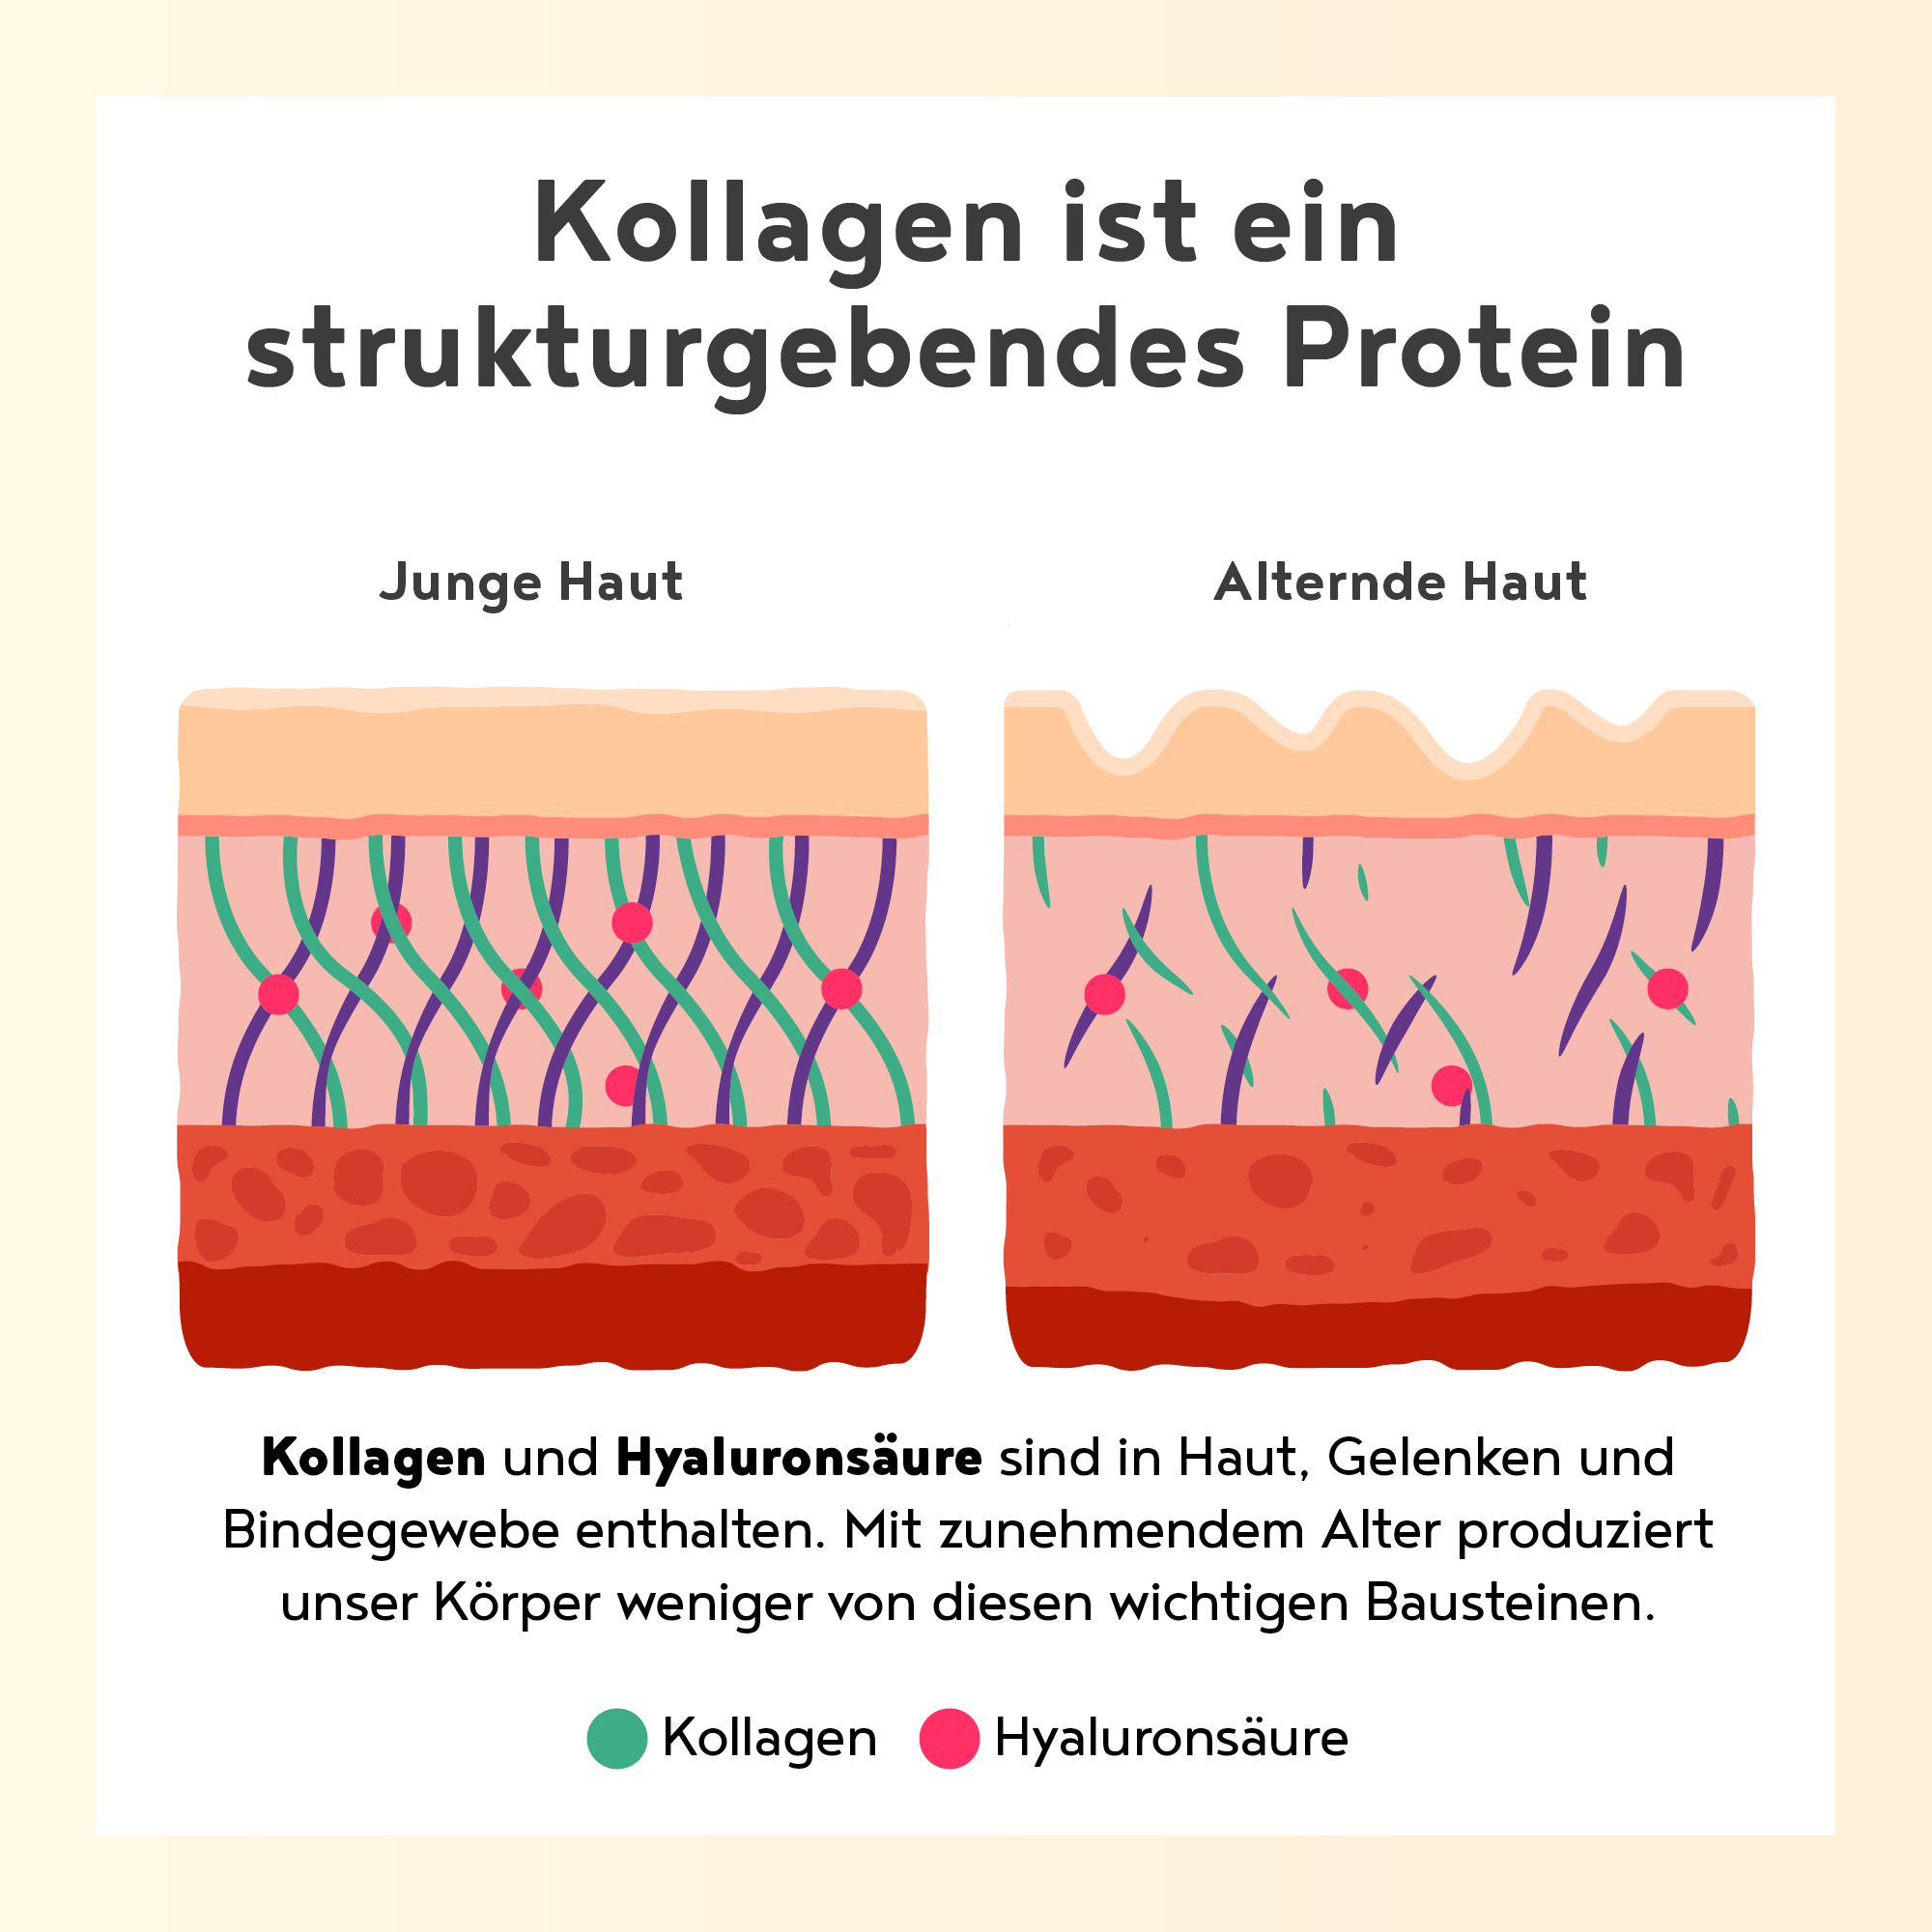 Kollagen ist ein
strukturgebendes Protein
Junge Haut
Alternde Haut
Kollagen und Hyaluronsäure sind in Haut, Gelenken und
Bindegewebe enthalten. Mit zunehmendem Alter produziert
unser Körper weniger von diesen wichtigen Bausteinen.
Kollagen
Hyaluronsäure